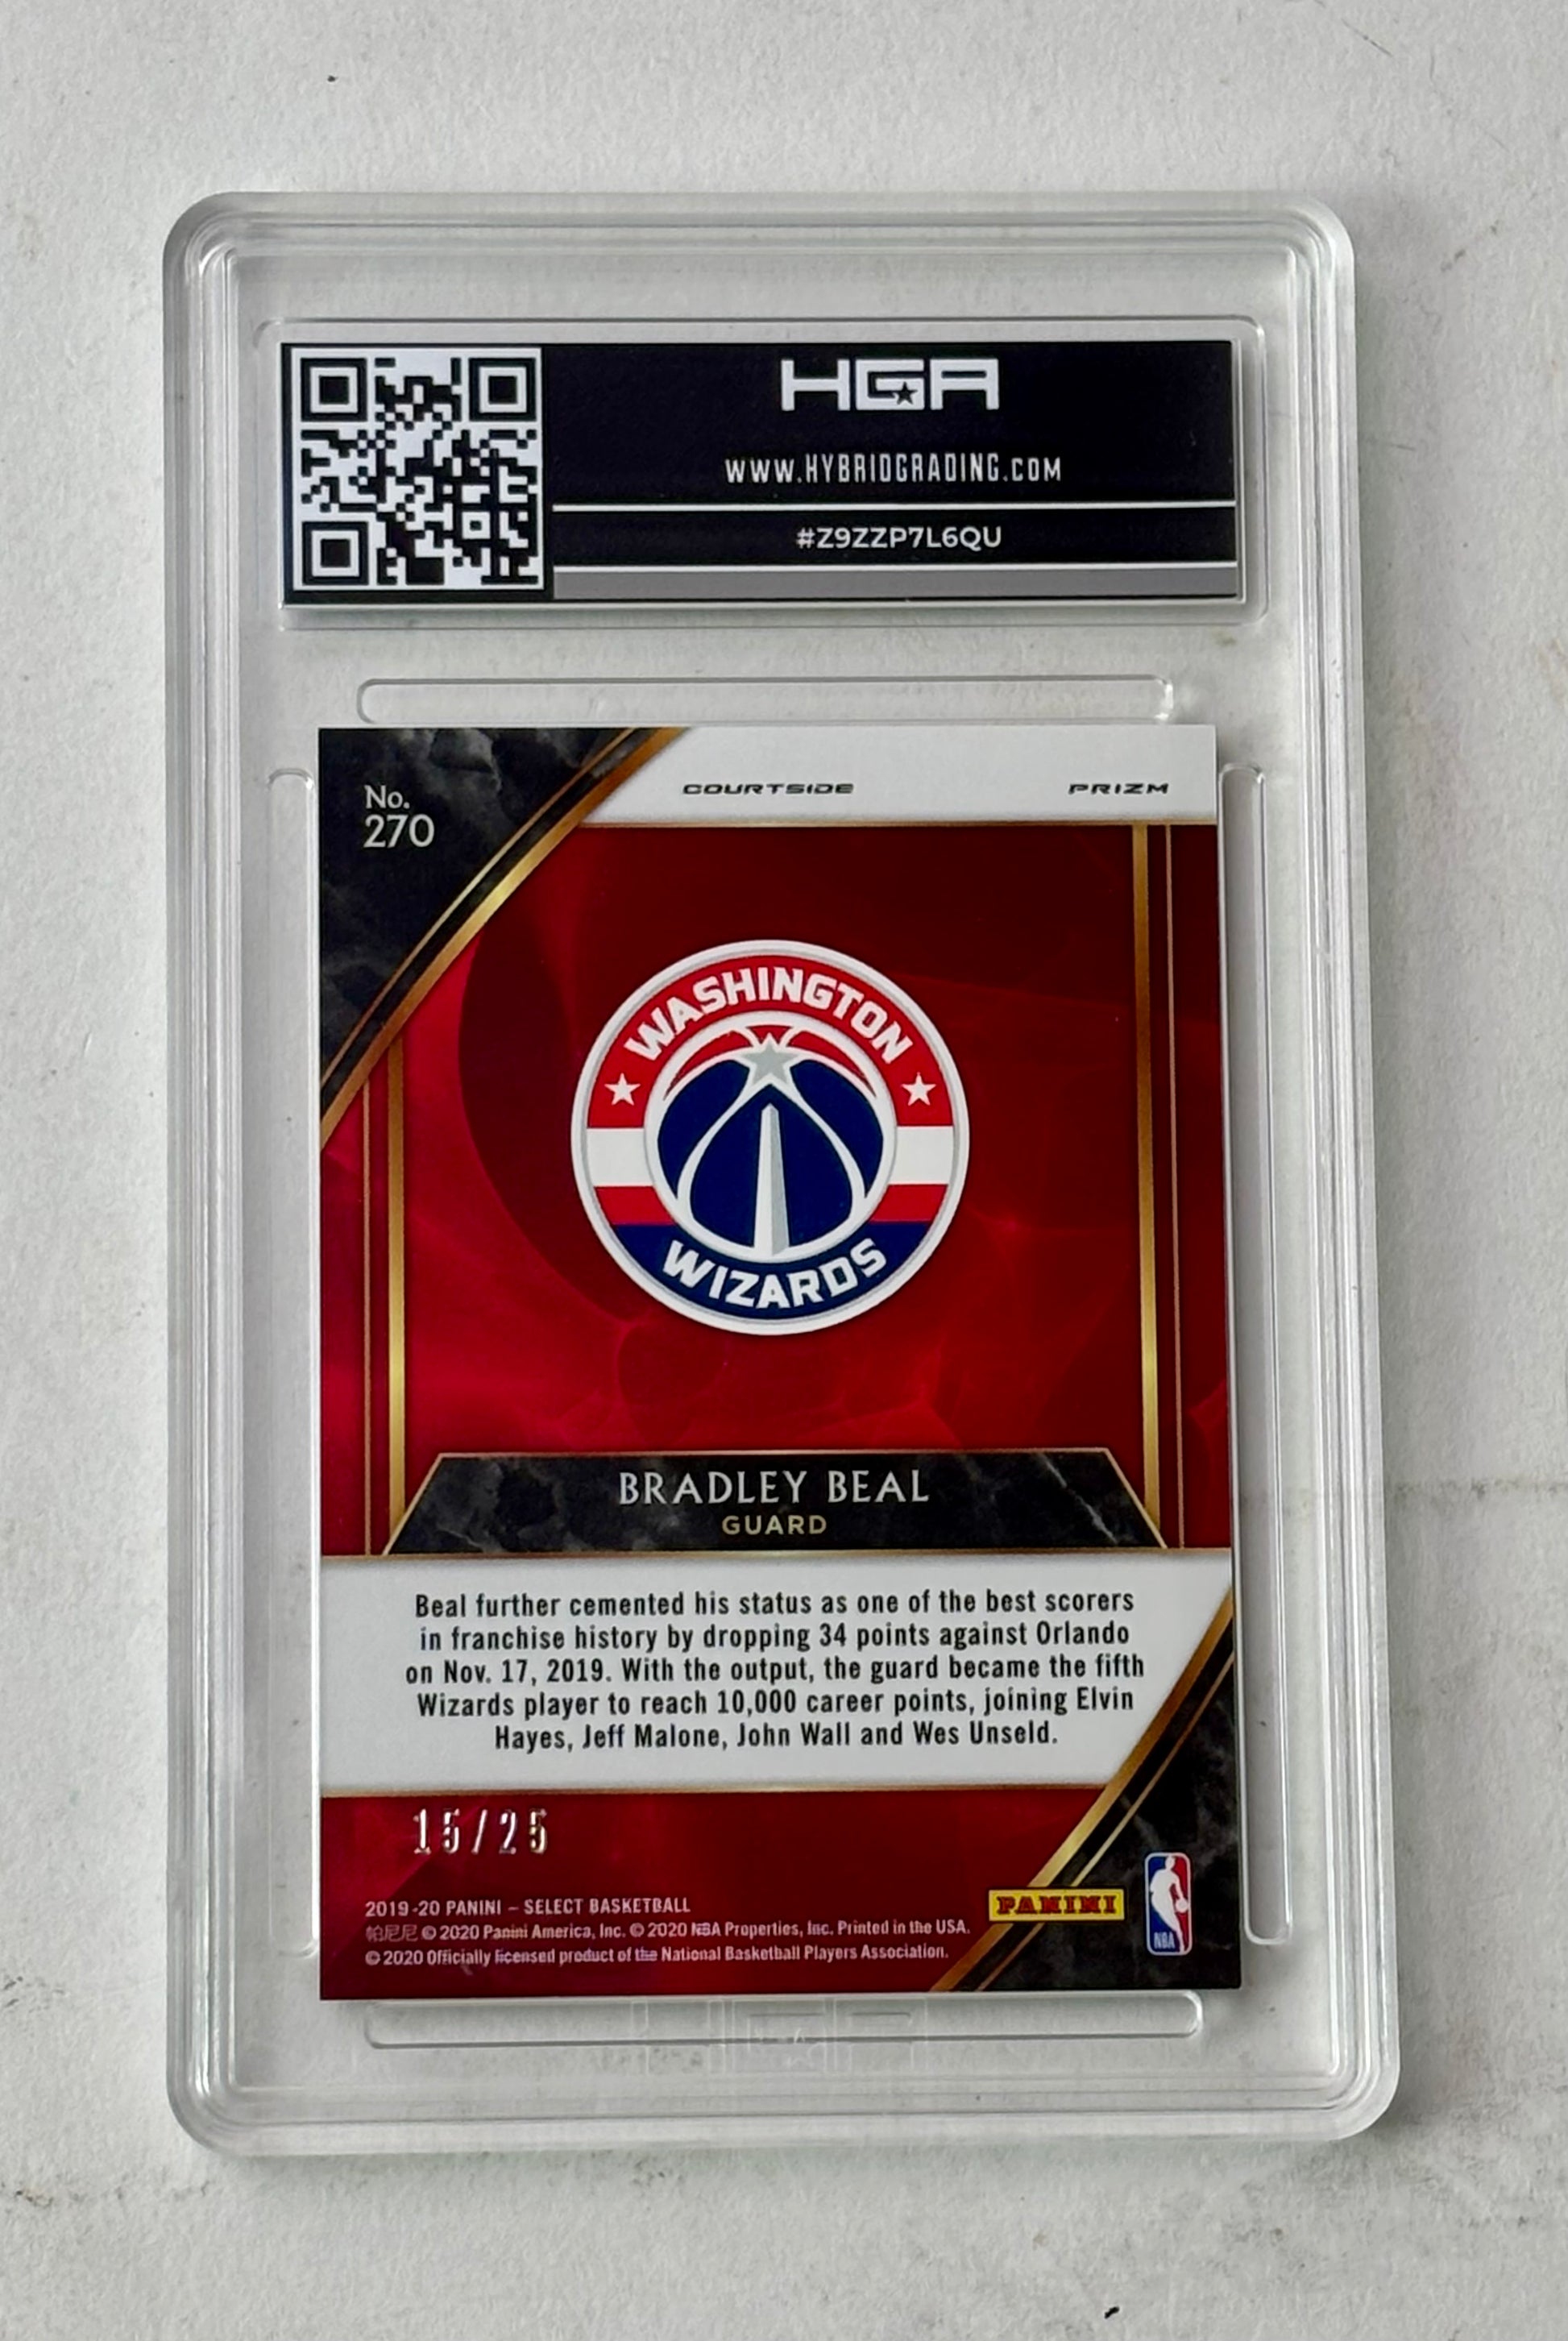 HGA
WWW.HYBRIDGRADING.COM
#Z9ZZP7L6QU
No.
270
COURTSIDE
PRIZM
WASHINGTON
WIZARDS
BRADLEY BEAL
GUARD
Beal further cemented his status as one of the best scorers
in franchise history by dropping 34 points against Orlando
on Nov. 17, 2019. With the output, the guard became the fifth
Wizards player to reach 10,000 career points, joining Elvin
Hayes, Jeff Malone, John Wall and Wes Unseld.
15/25
2019-20 PANINI – SELECT BASKETBALL
帕尼尼 © 2020 Panini America, Inc. © 2020 NBA Properties, Inc. Printed in the USA.
© 2020 Officially licensed product of the National Basketball Players Association.
PANINI
NBA